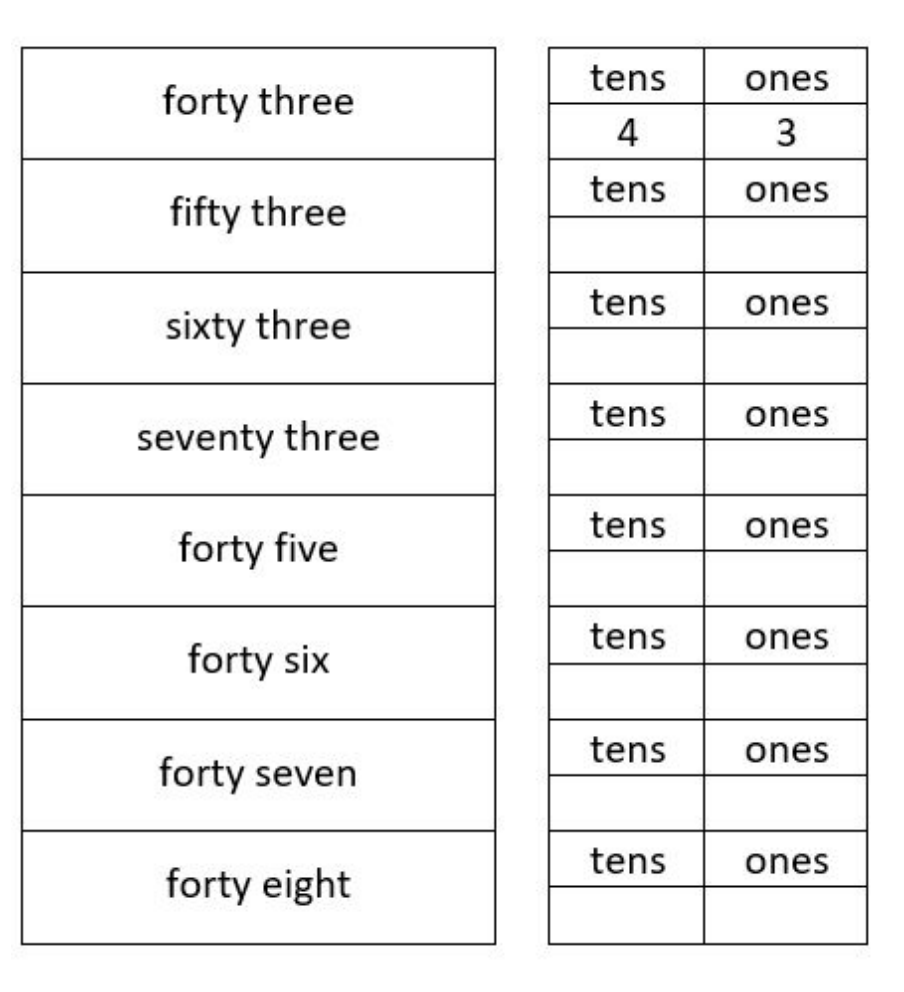 forty three
tens ones
4 3
fifty three
tens ones
sixty three
tens ones
seventy three
tens ones
forty five
tens ones
forty six
tens ones
forty seven
tens ones
forty eight
tens ones